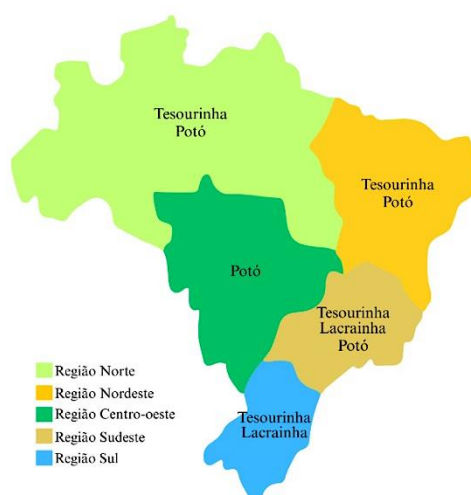 Tesourinha
Potó
Tesourinha
Potó
Potó
Tesourinha
Lacrainha
Potó
Tesourinha
Lacrainha
Região Norte
Região Nordeste
Região Centro-oeste
Região Sudeste
Região Sul